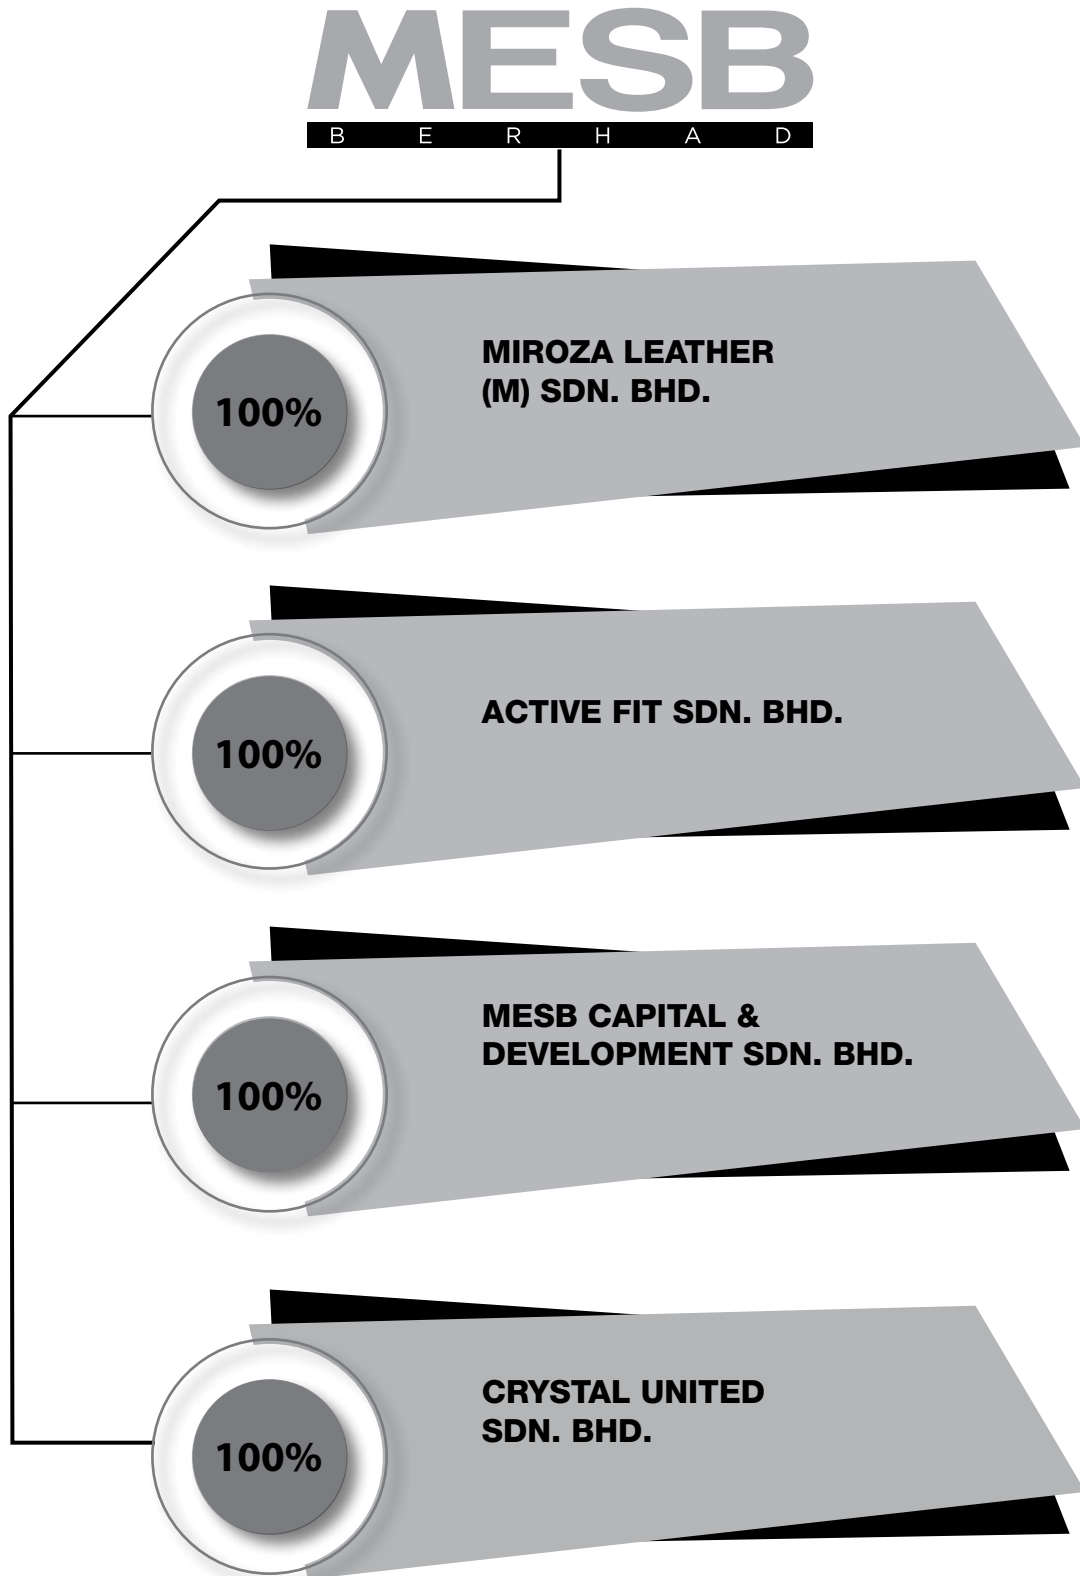 MESB
BERHAD
100%
MIROZA LEATHER
(M) SDN. BHD.
100%
ACTIVE FIT SDN. BHD.
100%
MESB CAPITAL &
DEVELOPMENT SDN. BHD.
100%
CRYSTAL UNITED
SDN. BHD.